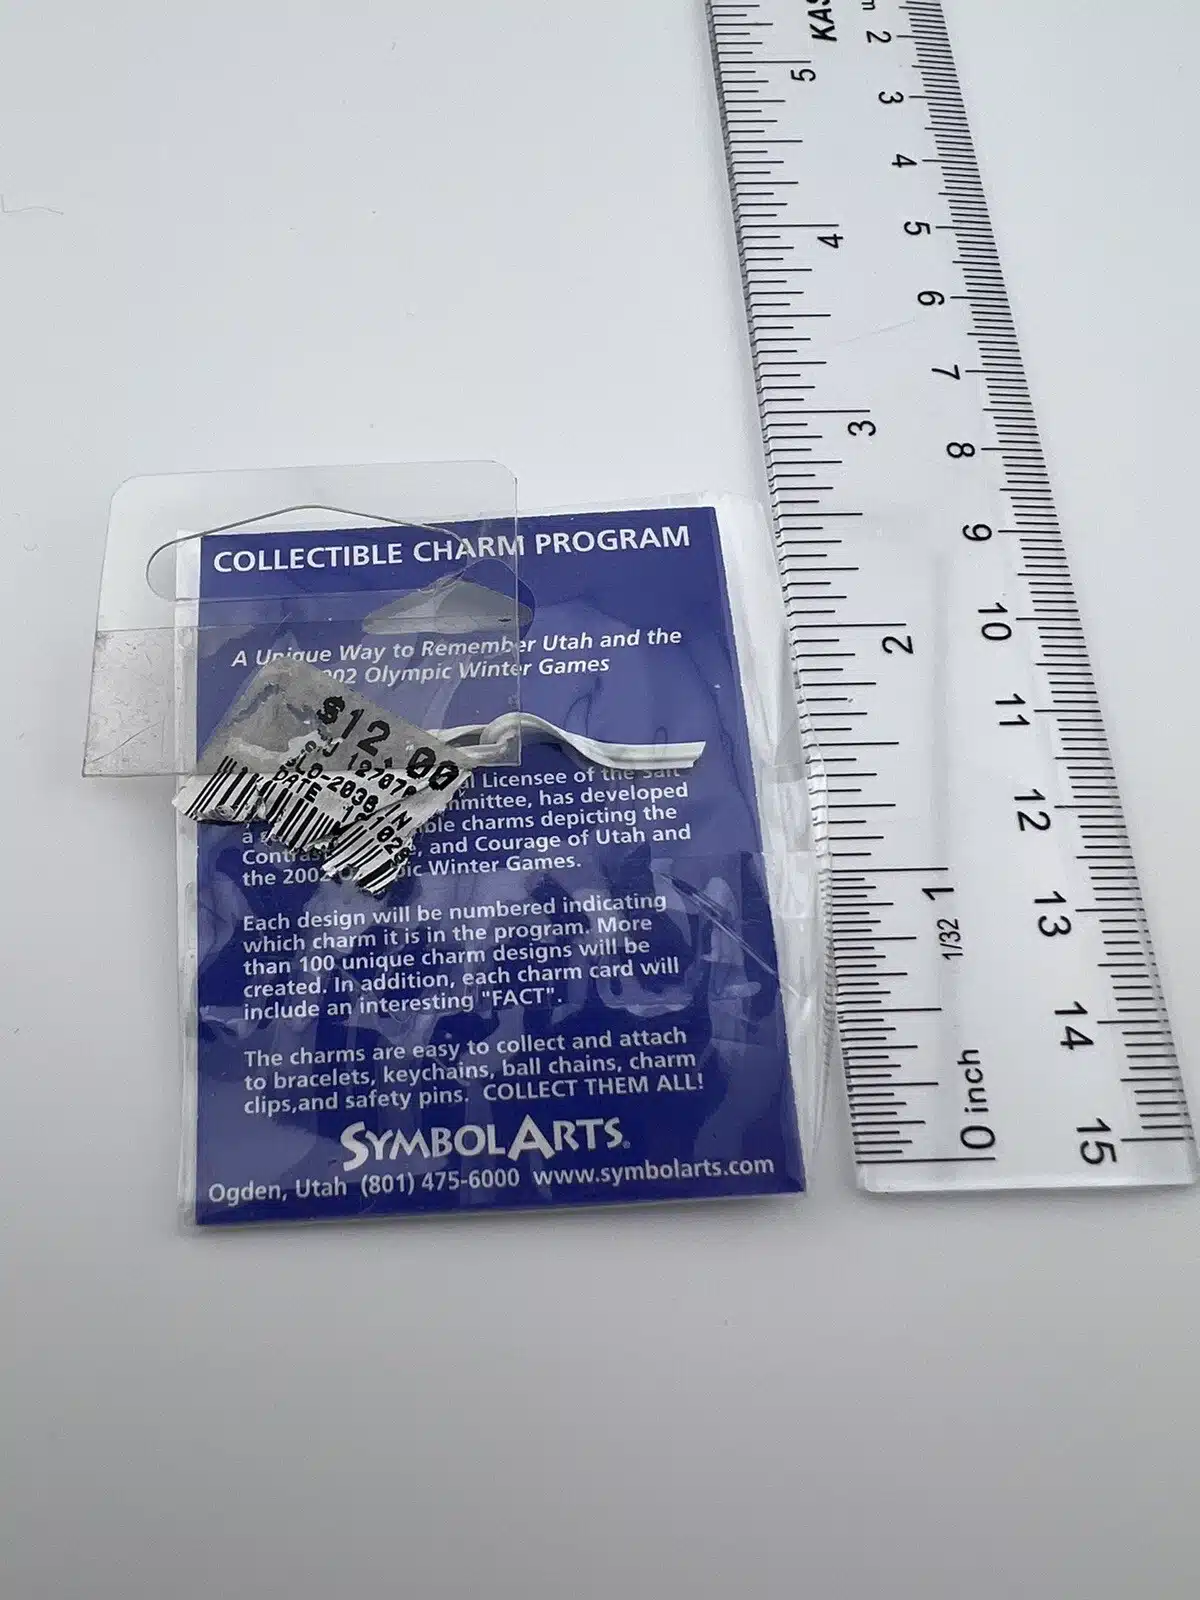 COLLECTIBLE CHARM PROGRAM
A Unique Way to Remember Utah and the
002 Olympic Winter Games
$12.00
DATE
l Licensee of the Salt
mmittee, has developed
ble charms depicting the
Contras e, and Courage of Utah and
the 2002 O pic Winter Games.
Each design will be numbered indicating
which charm it is in the program. More
than 100 unique charm designs will be
created. In addition, each charm card will
include an interesting "FACT".
The charms are easy to collect and attach
to bracelets, keychains, ball chains, charm
clips,and safety pins. COLLECT THEM ALL!
SYMBOLARTS.
Ogden, Utah (801) 475-6000 www.symbolarts.com
KAS
m 2 3 4 5 6 7 8 9 10 11 12 13 14 15
5 4 3 2 1
1/32
0 inch